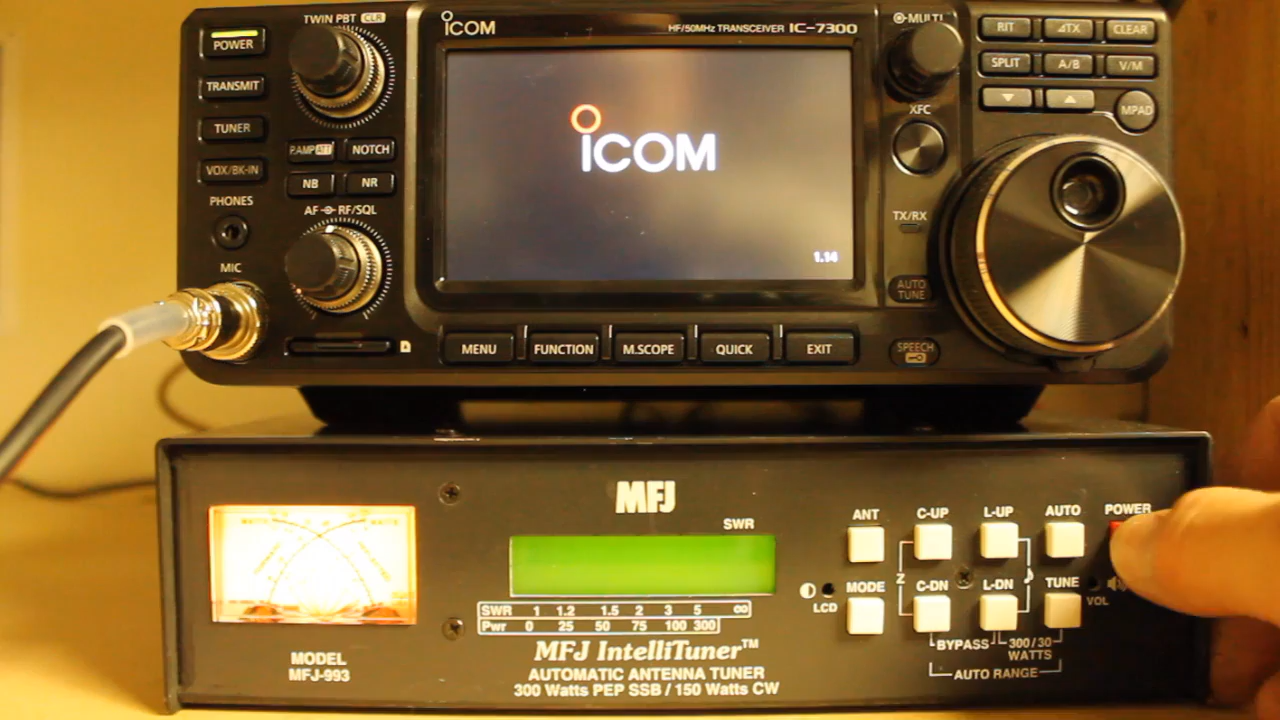 TWIN PBT CLR
ICOM
HF/50MHz TRANSCEIVER IC-7300
MULTI
RIT
ΔTX
CLEAR
POWER
SPLIT
A/B
V/M
TRANSMIT
MPAD
XFC
TUNER
P.AMP ATT
NOTCH
ICOM
VOX/BK-IN
NB
NR
PHONES
AF RF/SQL
TX/RX
1.14
MIC
AUTO TUNE
MENU
FUNCTION
M.SCOPE
QUICK
EXIT
SPEECH
MFJ
SWR
ANT
C-UP
L-UP
AUTO
POWER
Z
MODE
C-DN
L-DN
TUNE
LCD
VOL
SWR 1 1.2 1.5 2 3 5 ∞
Pwr 0 25 50 75 100 300
BYPASS
300/30 WATTS
MFJ IntelliTuner™
MODEL
MFJ-993
AUTOMATIC ANTENNA TUNER
AUTO RANGE
300 Watts PEP SSB / 150 Watts CW